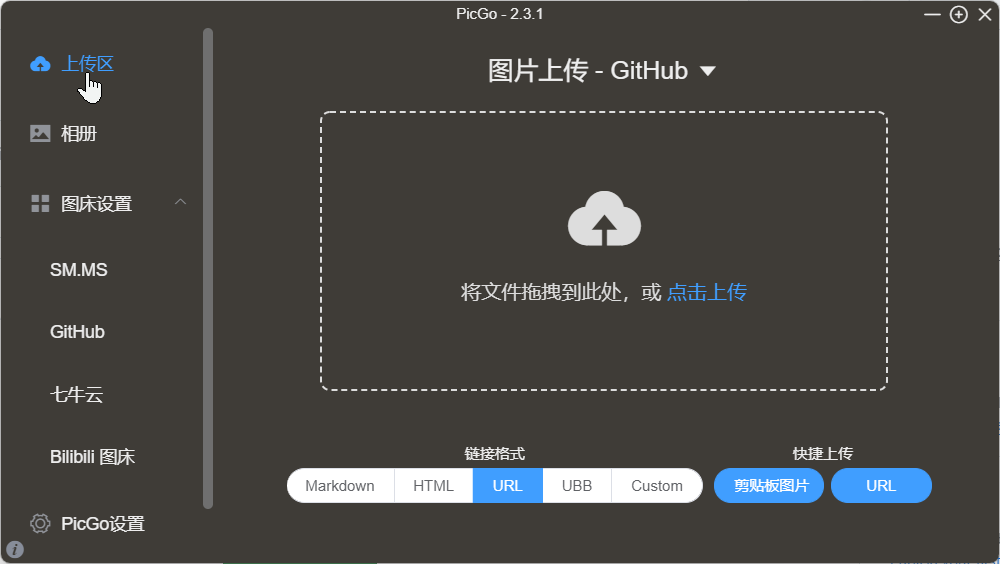 PicGo - 2.3.1
上传区
相册
图床设置
SM.MS
GitHub
七牛云
Bilibili 图床
PicGo设置
图片上传 - GitHub
将文件拖拽到此处，或 点击上传
链接格式
Markdown HTML URL UBB Custom
快捷上传
剪贴板图片 URL